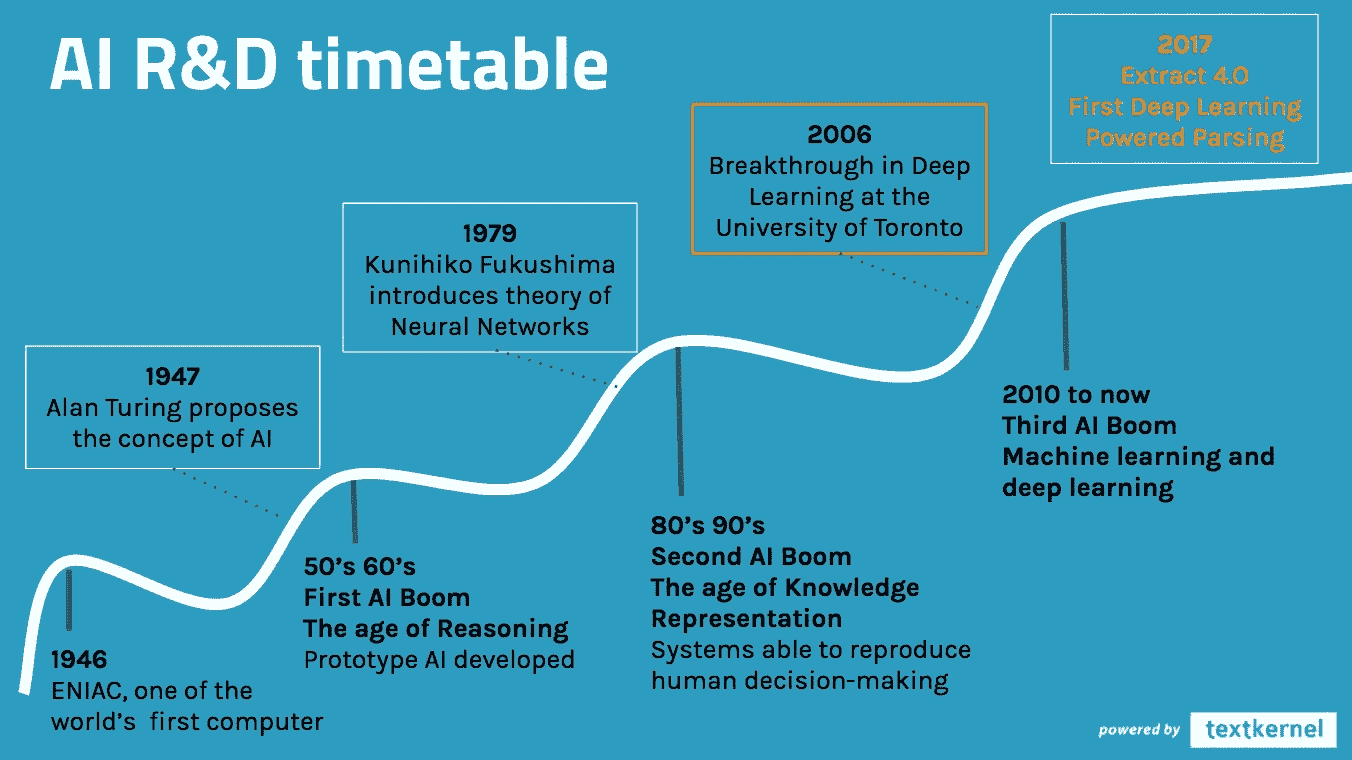 AI R&D timetable
2017
Extract 4.0
First Deep Learning
Powered Parsing
2006
Breakthrough in Deep
Learning at the
University of Toronto
1979
Kunihiko Fukushima
introduces theory of
Neural Networks
1947
Alan Turing proposes
the concept of AI
1946
ENIAC, one of the
world's  first computer
50's 60's
First AI Boom
The age of Reasoning
Prototype AI developed
80's 90's
Second AI Boom
The age of Knowledge
Representation
Systems able to reproduce
human decision-making
2010 to now
Third AI Boom
Machine learning and
deep learning
powered by textkernel